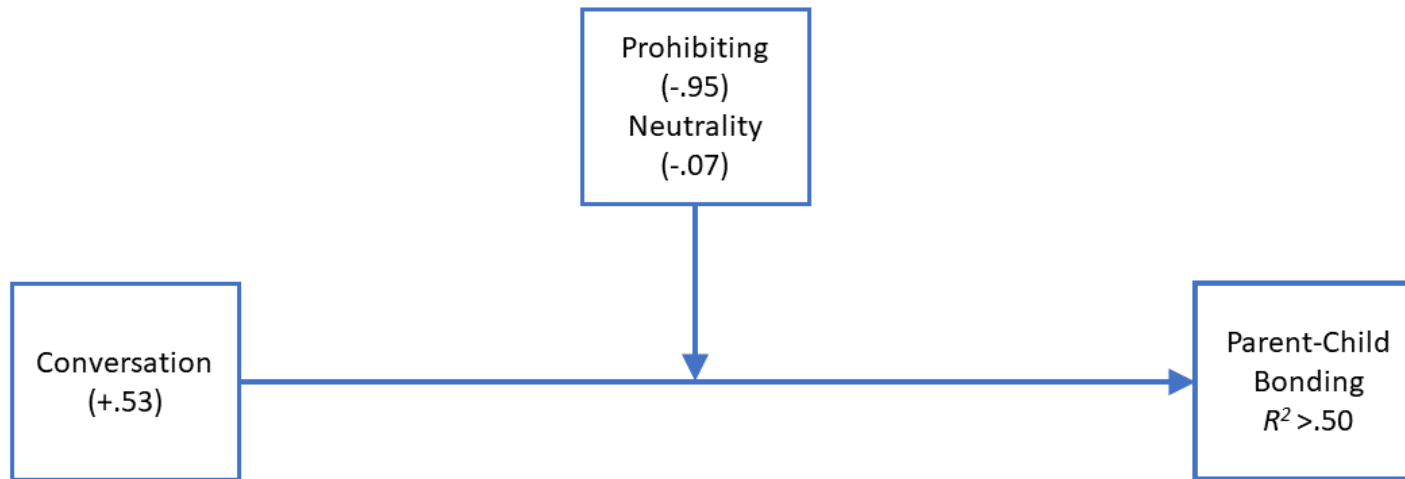 Prohibiting
(-.95)
Neutrality
(-.07)
Conversation
(+.53)
Parent-Child
Bonding
R² >.50